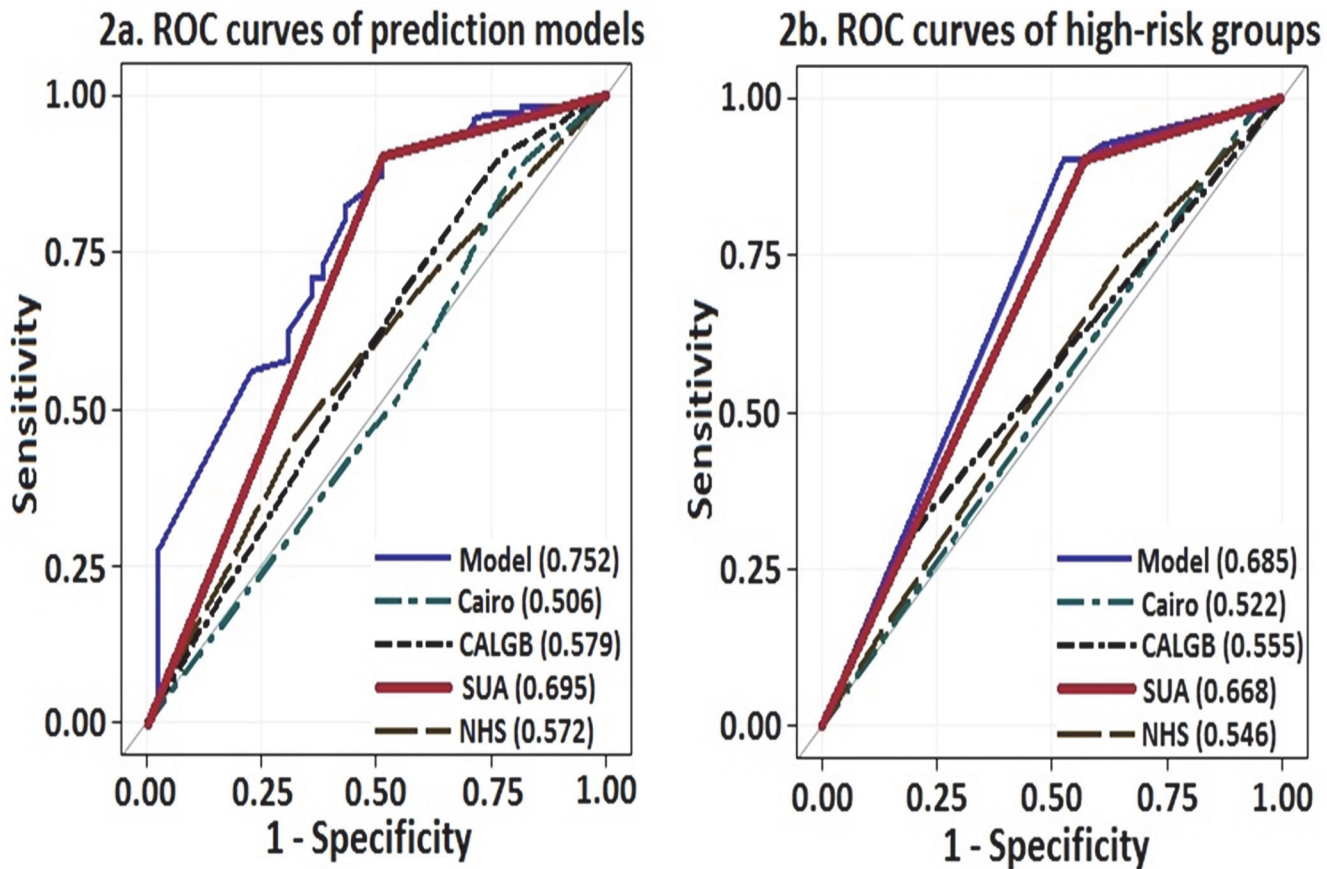 2a. ROC curves of prediction models
1.00
0.75
0.50
0.25
0.00
Sensitivity
Model (0.752)
Cairo (0.506)
CALGB (0.579)
SUA (0.695)
NHS (0.572)
0.00 0.25 0.50 0.75 1.00
1 - Specificity
2b. ROC curves of high-risk groups
1.00
0.75
0.50
0.25
0.00
Sensitivity
Model (0.685)
Cairo (0.522)
CALGB (0.555)
SUA (0.668)
NHS (0.546)
0.00 0.25 0.50 0.75 1.00
1 - Specificity